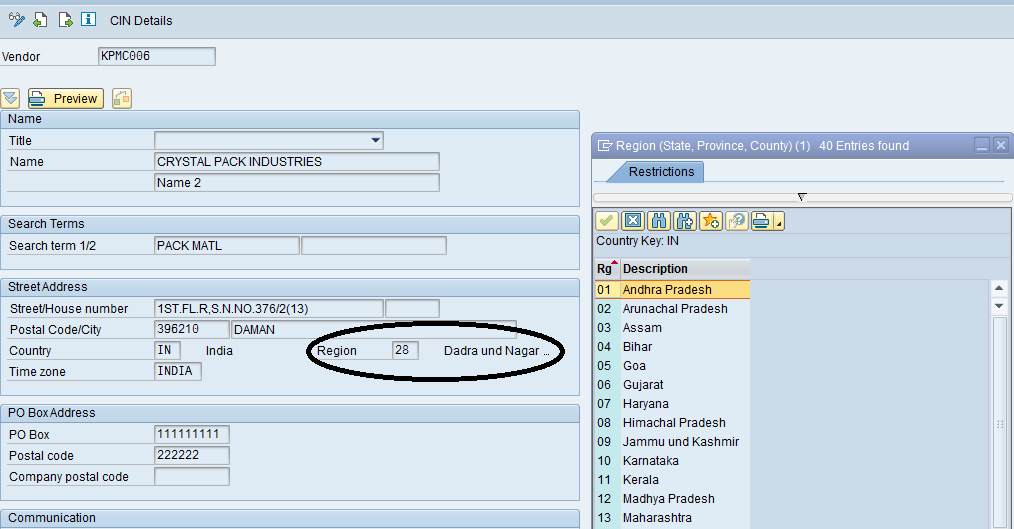 CIN Details
Vendor KPMC006
Preview
Name
Title
Name CRYSTAL PACK INDUSTRIES
Name 2
Search Terms
Search term 1/2 PACK MATL
Street Address
Street/House number 1ST.FL.R,S.N.NO.376/2(13)
Postal Code/City 396210 DAMAN
Country IN India Region 28 Dadra und Nagar ...
Time zone INDIA
PO Box Address
PO Box 111111111
Postal code 222222
Company postal code
Communication
Region (State, Province, County) (1) 40 Entries found
Restrictions
Country Key: IN
Rg Description
01 Andhra Pradesh
02 Arunachal Pradesh
03 Assam
04 Bihar
05 Goa
06 Gujarat
07 Haryana
08 Himachal Pradesh
09 Jammu und Kashmir
10 Karnataka
11 Kerala
12 Madhya Pradesh
13 Maharashtra